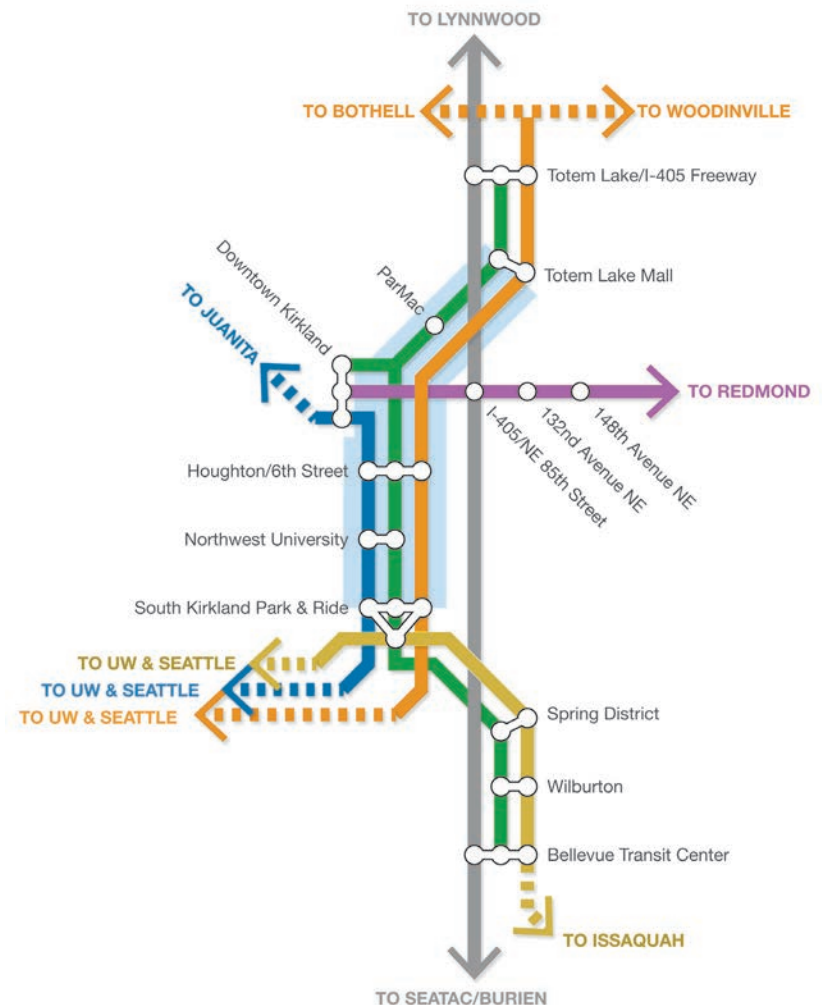 TO LYNNWOOD
TO BOTHELL
TO WOODINVILLE
Totem Lake/I-405 Freeway
Downtown Kirkland
ParMac
Totem Lake Mall
TO JUANITA
TO REDMOND
I-405/NE 85th Street
132nd Avenue NE
148th Avenue NE
Houghton/6th Street
Northwest University
South Kirkland Park & Ride
TO UW & SEATTLE
TO UW & SEATTLE
TO UW & SEATTLE
Spring District
Wilburton
Bellevue Transit Center
TO ISSAQUAH
TO SEATAC/BURIEN